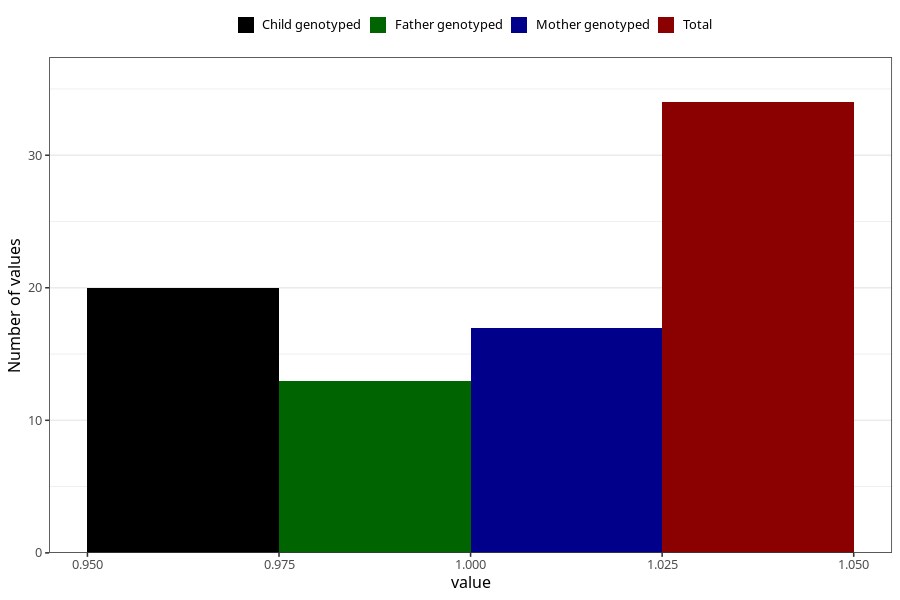 Child genotyped Father genotyped Mother genotyped Total
Number of values
30
20
10
0
0.950 0.975 1.000 1.025 1.050
value